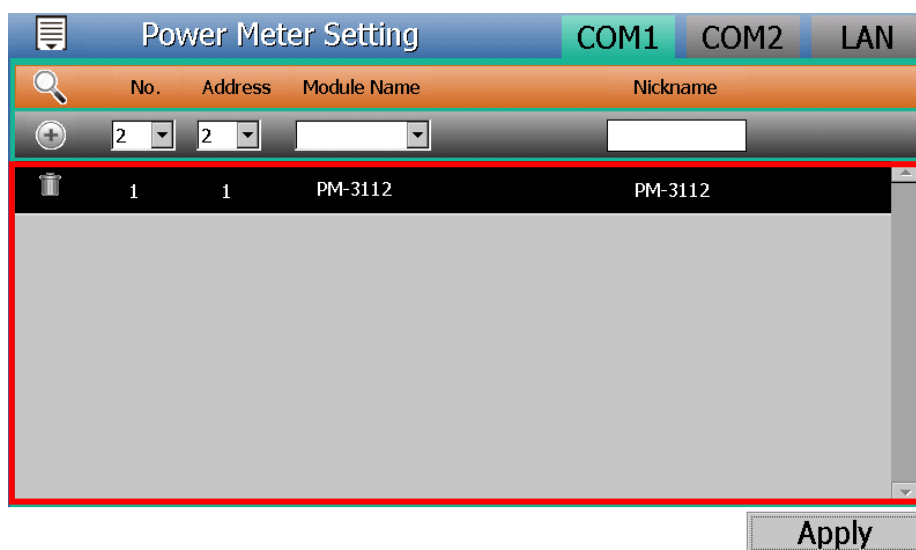 Power Meter Setting COM1 COM2 LAN
No. Address Module Name Nickname
2 2
1 1 PM-3112 PM-3112
Apply